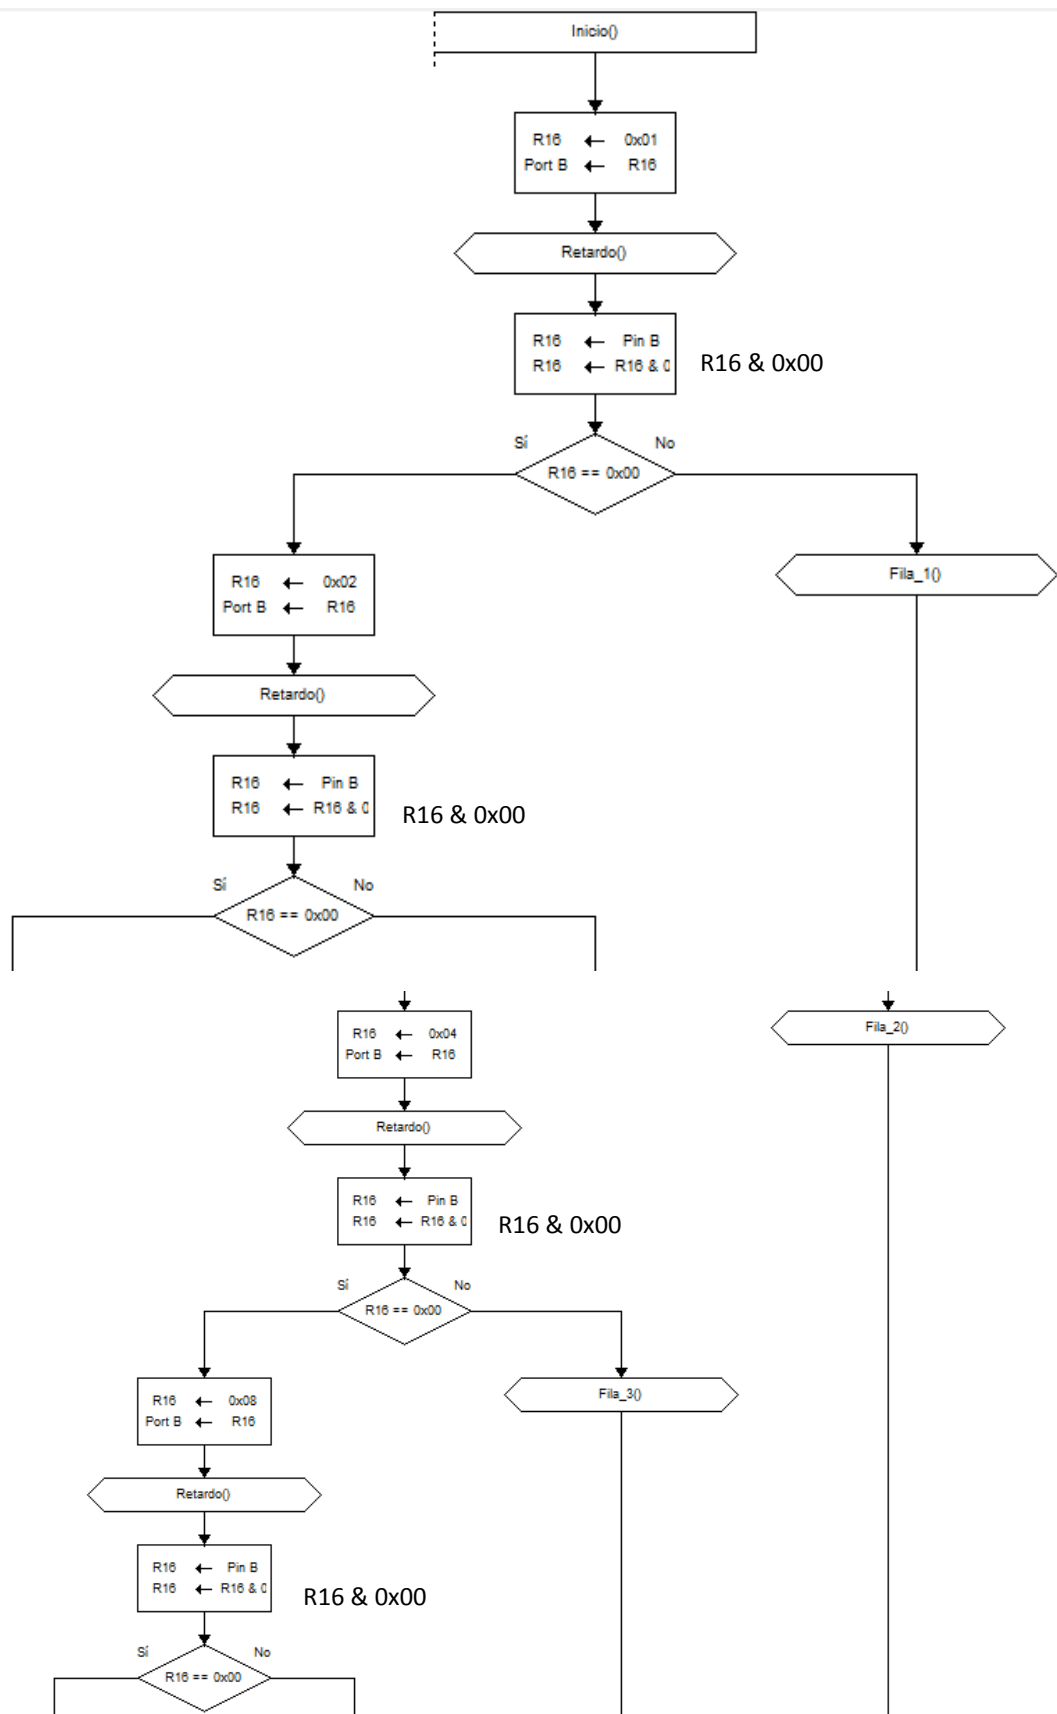 Inicio()
R16 ← 0x01
Port B ← R16
Retardo()
R16 ← Pin B
R16 ← R16 & 0
R16 & 0x00
Sí No
R16 == 0x00
R16 ← 0x02
Port B ← R16
Fila_1()
Retardo()
R16 ← Pin B
R16 ← R16 & 0
R16 & 0x00
Sí No
R16 == 0x00
R16 ← 0x04
Port B ← R16
Fila_2()
Retardo()
R16 ← Pin B
R16 ← R16 & 0
R16 & 0x00
Sí No
R16 == 0x00
R16 ← 0x08
Port B ← R16
Fila_3()
Retardo()
R16 ← Pin B
R16 ← R16 & 0
R16 & 0x00
Sí No
R16 == 0x00